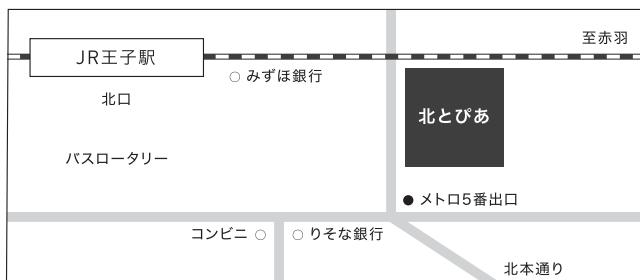 至赤羽
JR王子駅
みずほ銀行
北口
北とぴあ
バスロータリー
メトロ5番出口
コンビニ
りそな銀行
北本通り